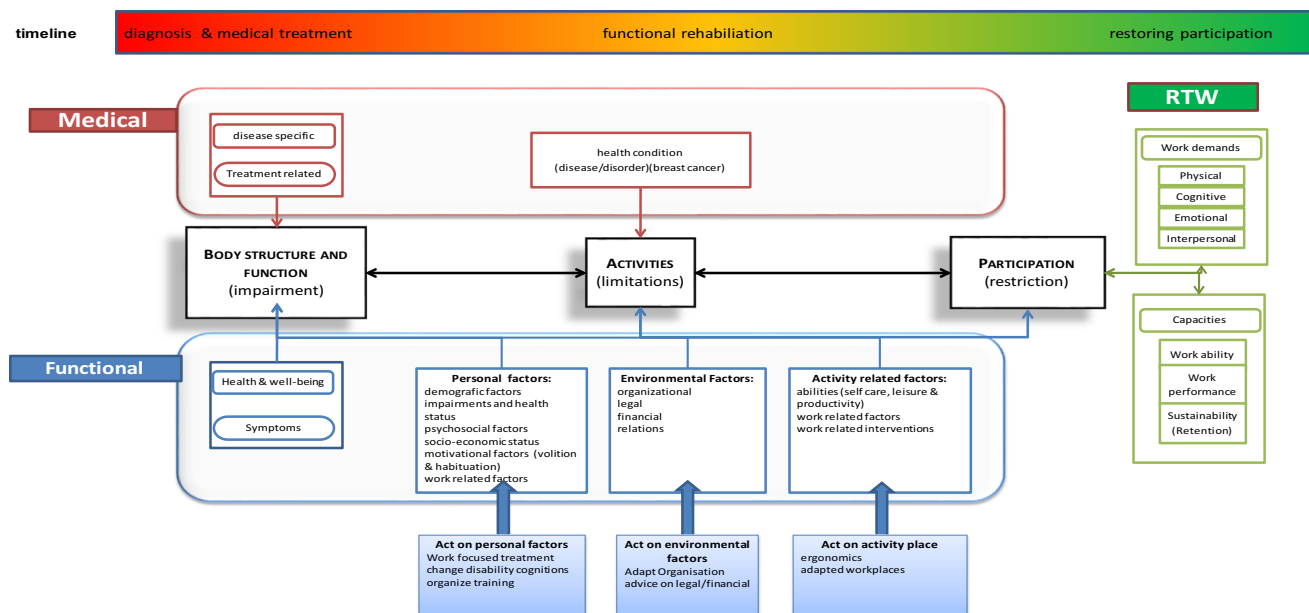 timeline
diagnosis & medical treatment
functional rehabiliation
restoring participation
Medical
disease specific
Treatment related
health condition
(disease/disorder)(breast cancer)
RTW
Work demands
Physical
Cognitive
Emotional
Interpersonal
BODY STRUCTURE AND
FUNCTION
(impairment)
ACTIVITIES
(limitations)
PARTICIPATION
(restriction)
Capacities
Work ability
Work
performance
Sustainability
(Retention)
Functional
Health & well-being
Symptoms
Personal factors:
demografic factors
impairments and health
status
psychosocial factors
socio-economic status
motivational factors (volition
& habituation)
work related factors
Environmental Factors:
organizational
legal
financial
relations
Activity related factors:
abilities (self care, leisure &
productivity)
work related factors
work related interventions
Act on personal factors
Work focused treatment
change disability cognitions
organize training
Act on environmental
factors
Adapt Organisation
advice on legal/financial
Act on activity place
ergonomics
adapted workplaces